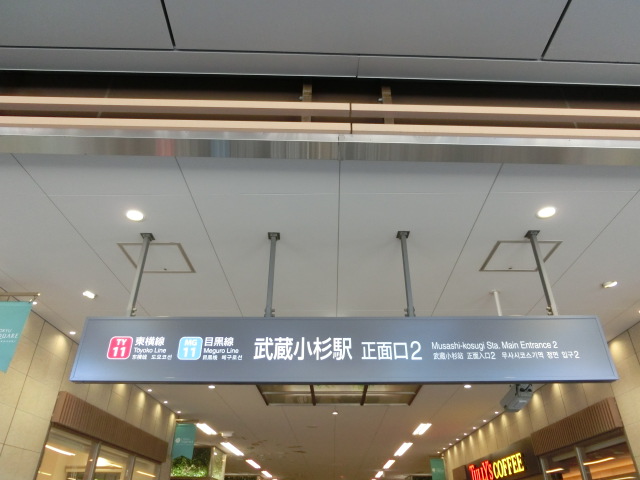 TY
11
東横線
Toyoko Line
MG
11
目黒線
Meguro Line
武蔵小杉駅 正面口2
Musashi-kosugi Sta. Main Entrance 2
武藏小杉站 正面入口2 무사시코스기역 정면 입구2
SQUARE
TULLY'S COFFEE